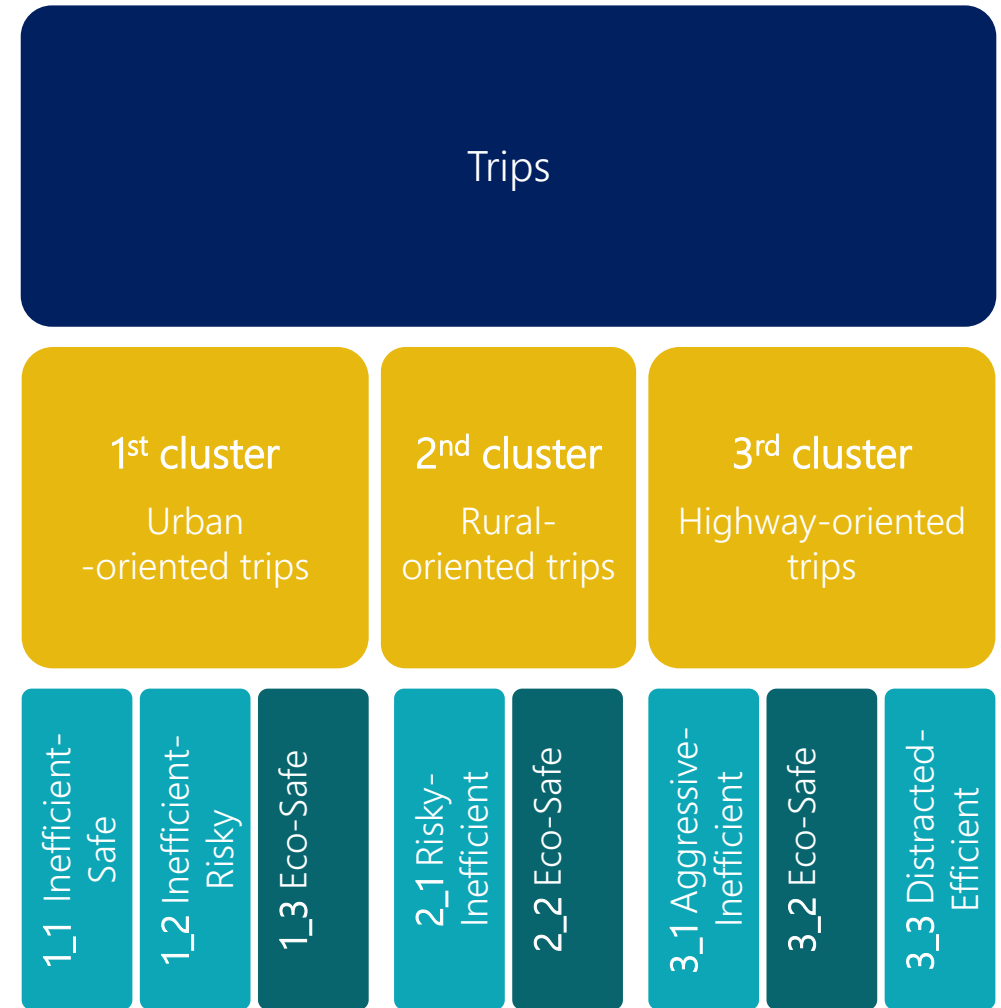 Trips
1st cluster
Urban
-oriented trips
2nd cluster
Rural-
oriented trips
3rd cluster
Highway-oriented
trips
1_1 Inefficient-
Safe
1_2 Inefficient-
Risky
1_3 Eco-Safe
2_1 Risky-
Inefficient
2_2 Eco-Safe
3_1 Aggressive-
Inefficient
3_2 Eco-Safe
3_3 Distracted-
Efficient